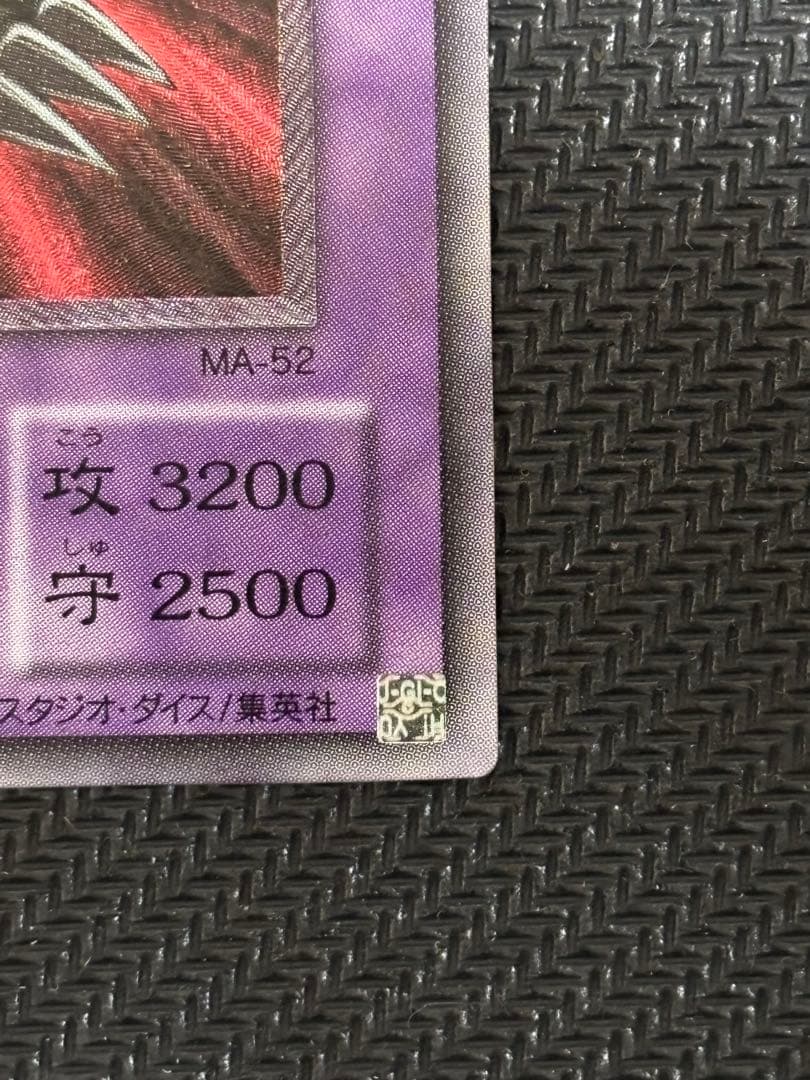 MA-52
こう
攻 3200
しゅ
守 2500
スタジオ・ダイス/集英社